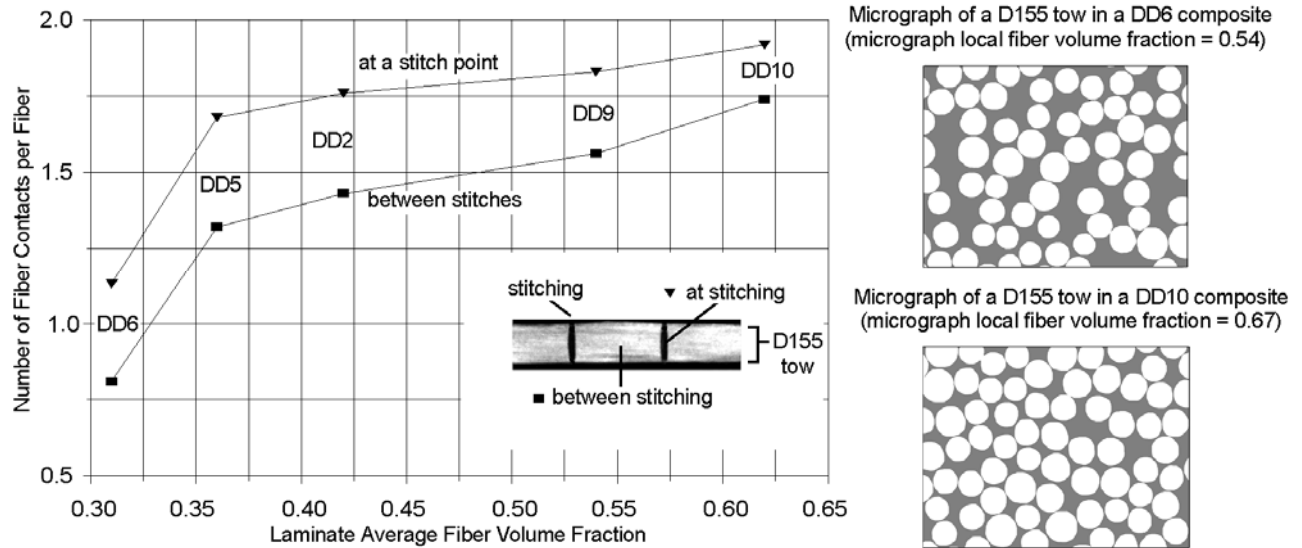 Number of Fiber Contacts per Fiber
2.0
1.5
1.0
0.5
0.30 0.35 0.40 0.45 0.50 0.55 0.60 0.65
Laminate Average Fiber Volume Fraction
at a stitch point
between stitches
DD6
DD5
DD2
DD9
DD10
stitching
at stitching
D155
tow
between stitching
Micrograph of a D155 tow in a DD6 composite
(micrograph local fiber volume fraction = 0.54)
Micrograph of a D155 tow in a DD10 composite
(micrograph local fiber volume fraction = 0.67)